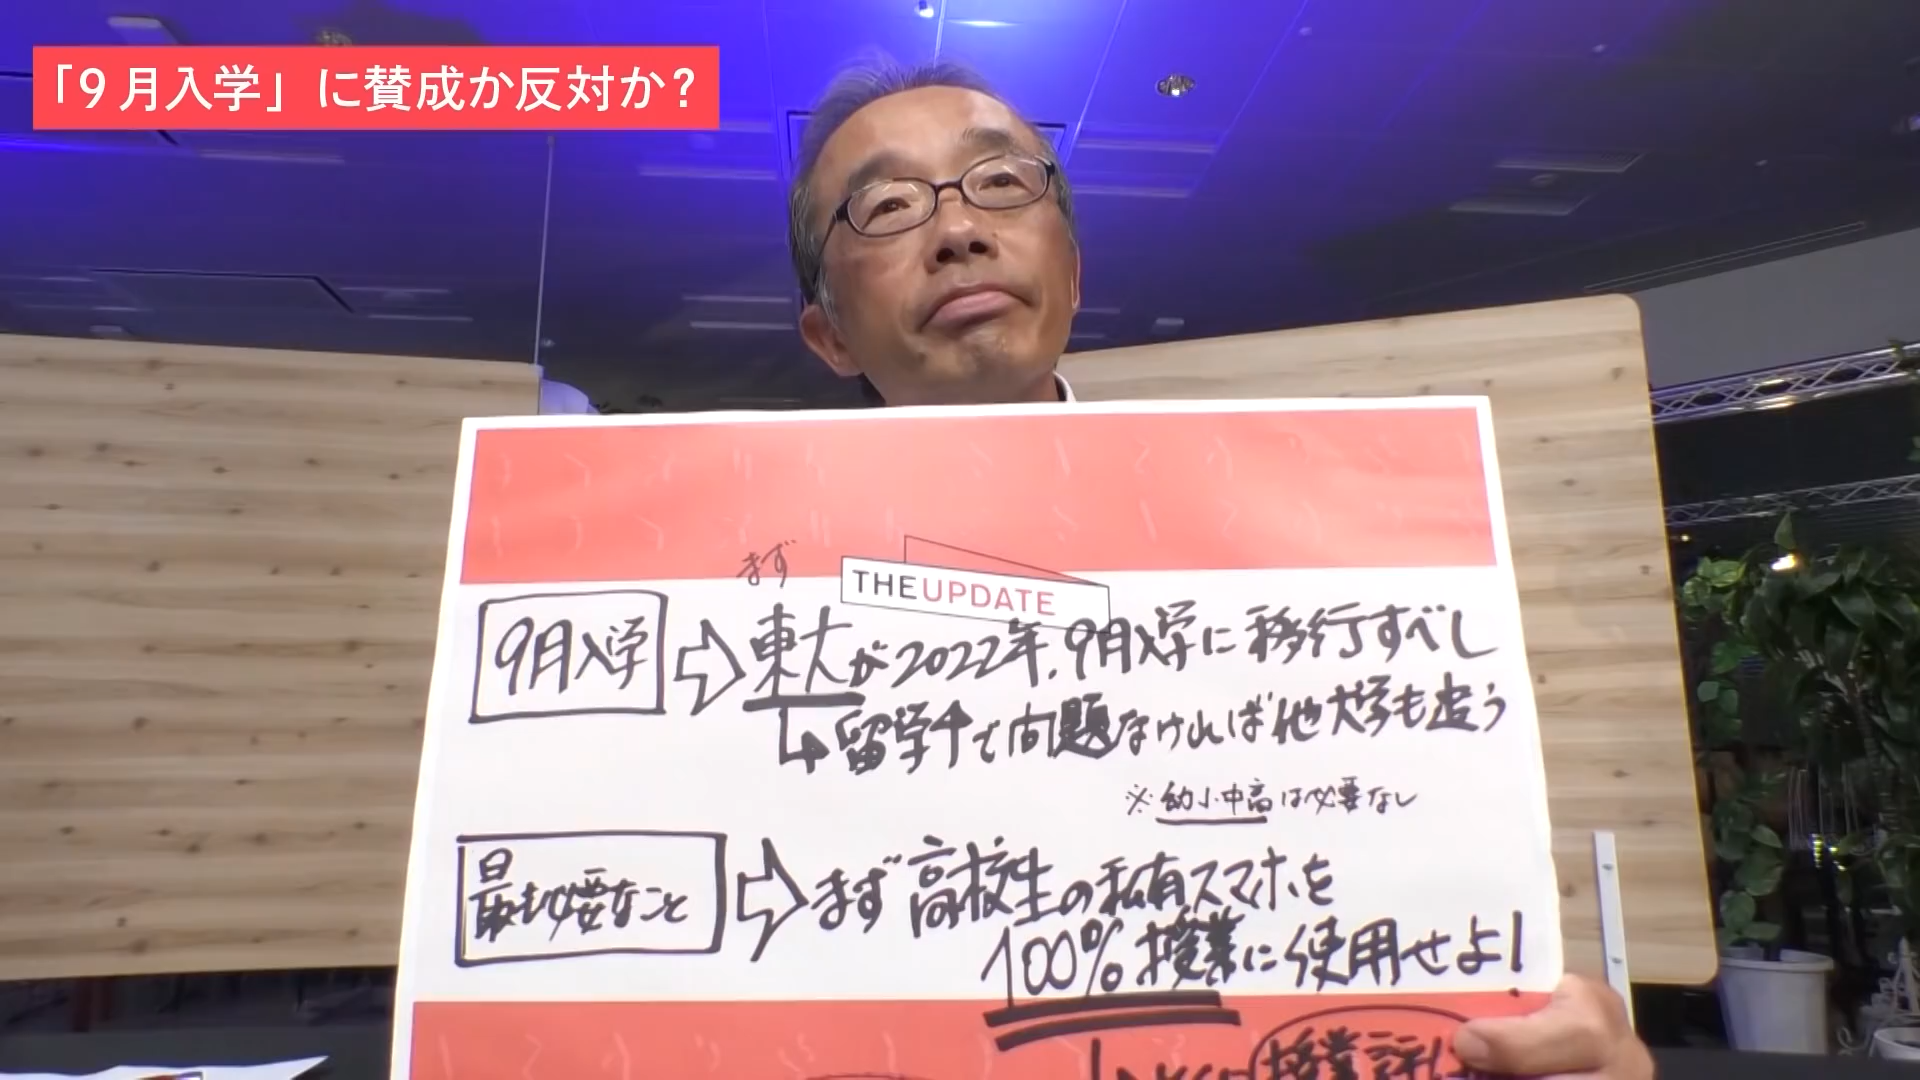 「9月入学」に賛成か反対か?
THE UPDATE
まず
9月入学 ⇨ 東大が2022年、9月入学に移行すべし
↳留学十で問題なければ他大学も追う
※幼小中高は必要なし
最も必要なこと ⇨ まず高校生の私有スマホを
100%授業に使用せよ!
授業評